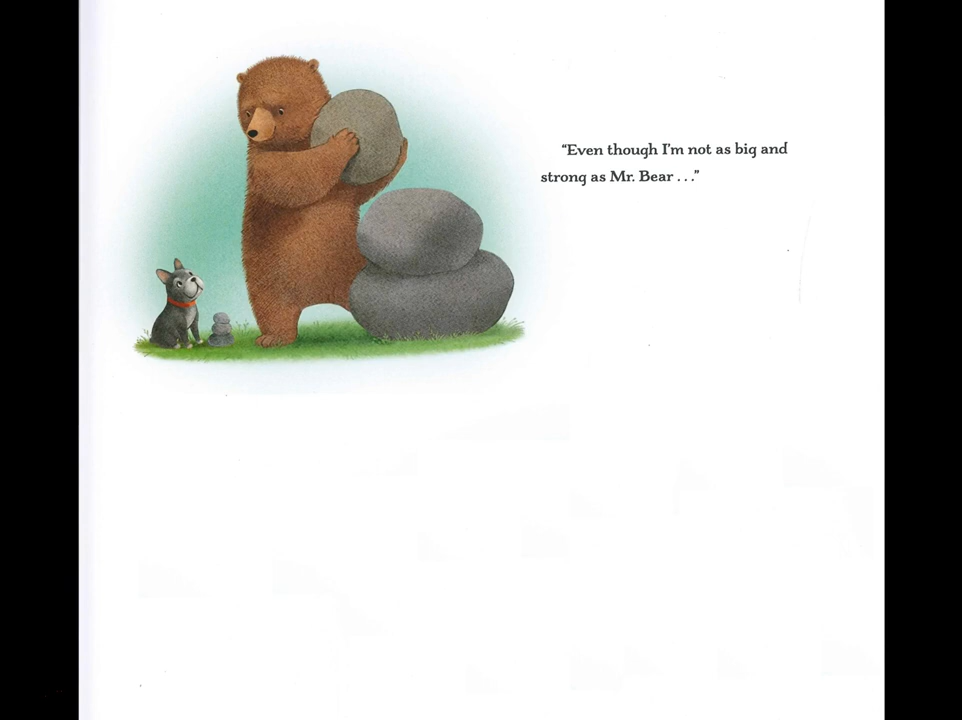 “Even though I’m not as big and
strong as Mr. Bear . . .”